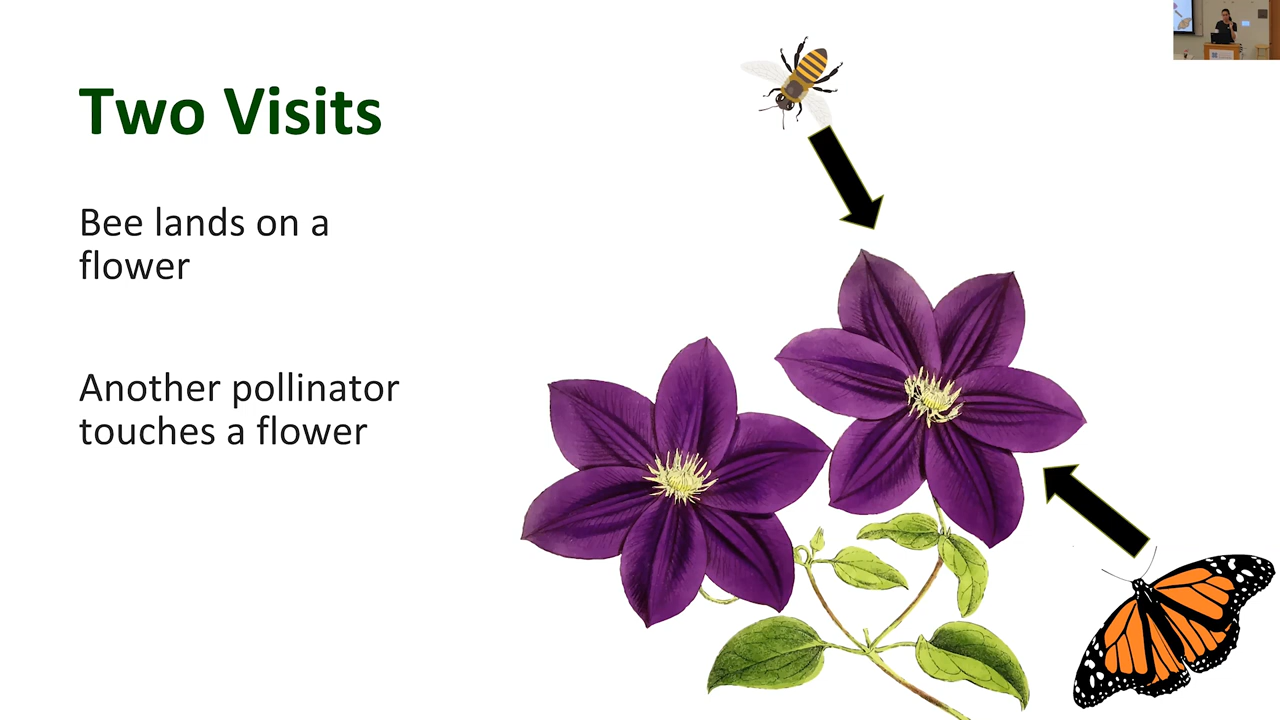 Two Visits
Bee lands on a
flower
Another pollinator
touches a flower